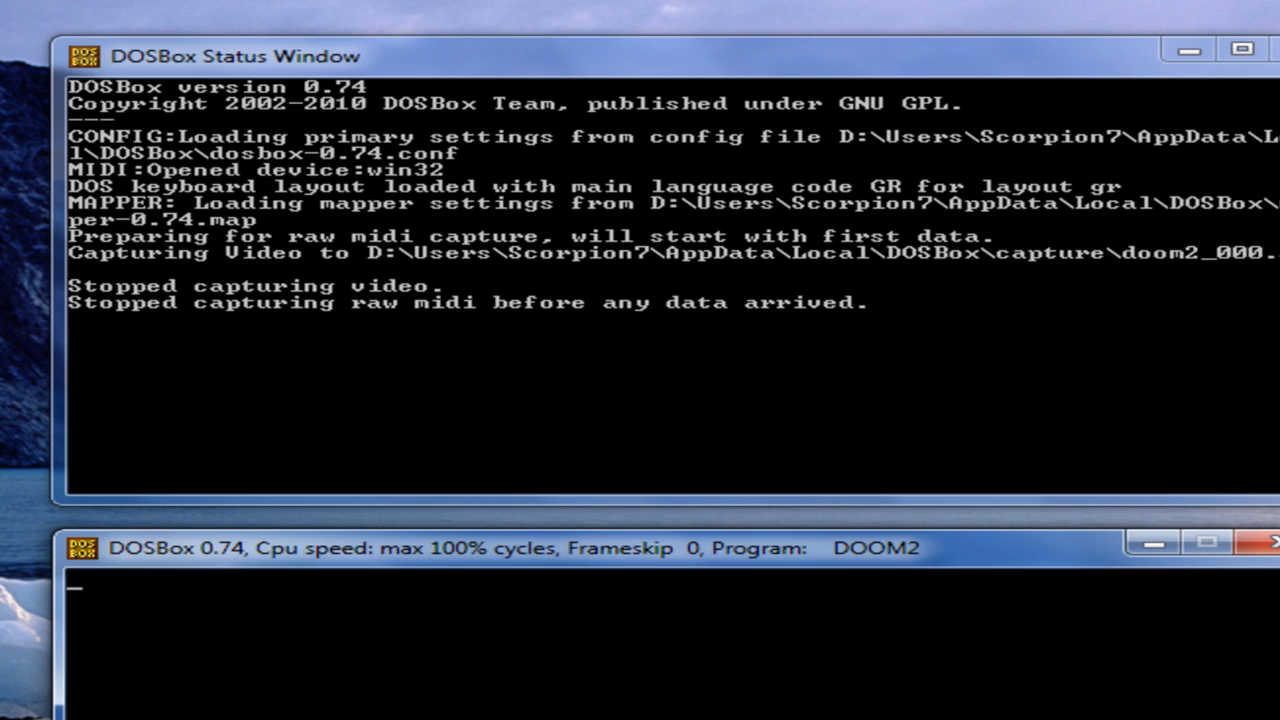 DOS BOX
DOSBox Status Window
DOSBox version 0.74
Copyright 2002-2010 DOSBox Team, published under GNU GPL.
---
CONFIG:Loading primary settings from config file D:\Users\Scorpion7\AppData\L
l\DOSBox\dosbox-0.74.conf
MIDI:Opened device:win32
DOS keyboard layout loaded with main language code GR for layout gr
MAPPER: Loading mapper settings from D:\Users\Scorpion7\AppData\Local\DOSBox\
per-0.74.map
Preparing for raw midi capture, will start with first data.
Capturing Video to D:\Users\Scorpion7\AppData\Local\DOSBox\capture\doom2_000.
Stopped capturing video.
Stopped capturing raw midi before any data arrived.
DOS BOX
DOSBox 0.74, Cpu speed: max 100% cycles, Frameskip 0, Program: DOOM2